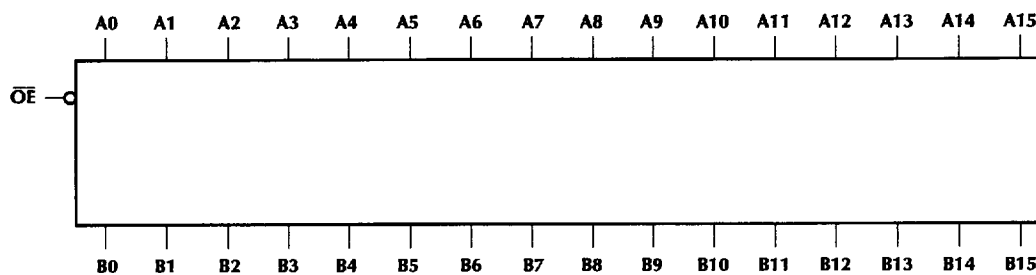 A0 A1 A2 A3 A4 A5 A6 A7 A8 A9 A10 A11 A12 A13 A14 A15
O̅E̅
B0 B1 B2 B3 B4 B5 B6 B7 B8 B9 B10 B11 B12 B13 B14 B15